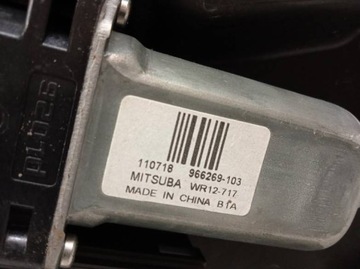 110718 966269-103
MITSUBA WR12-717
MADE IN CHINA B1A